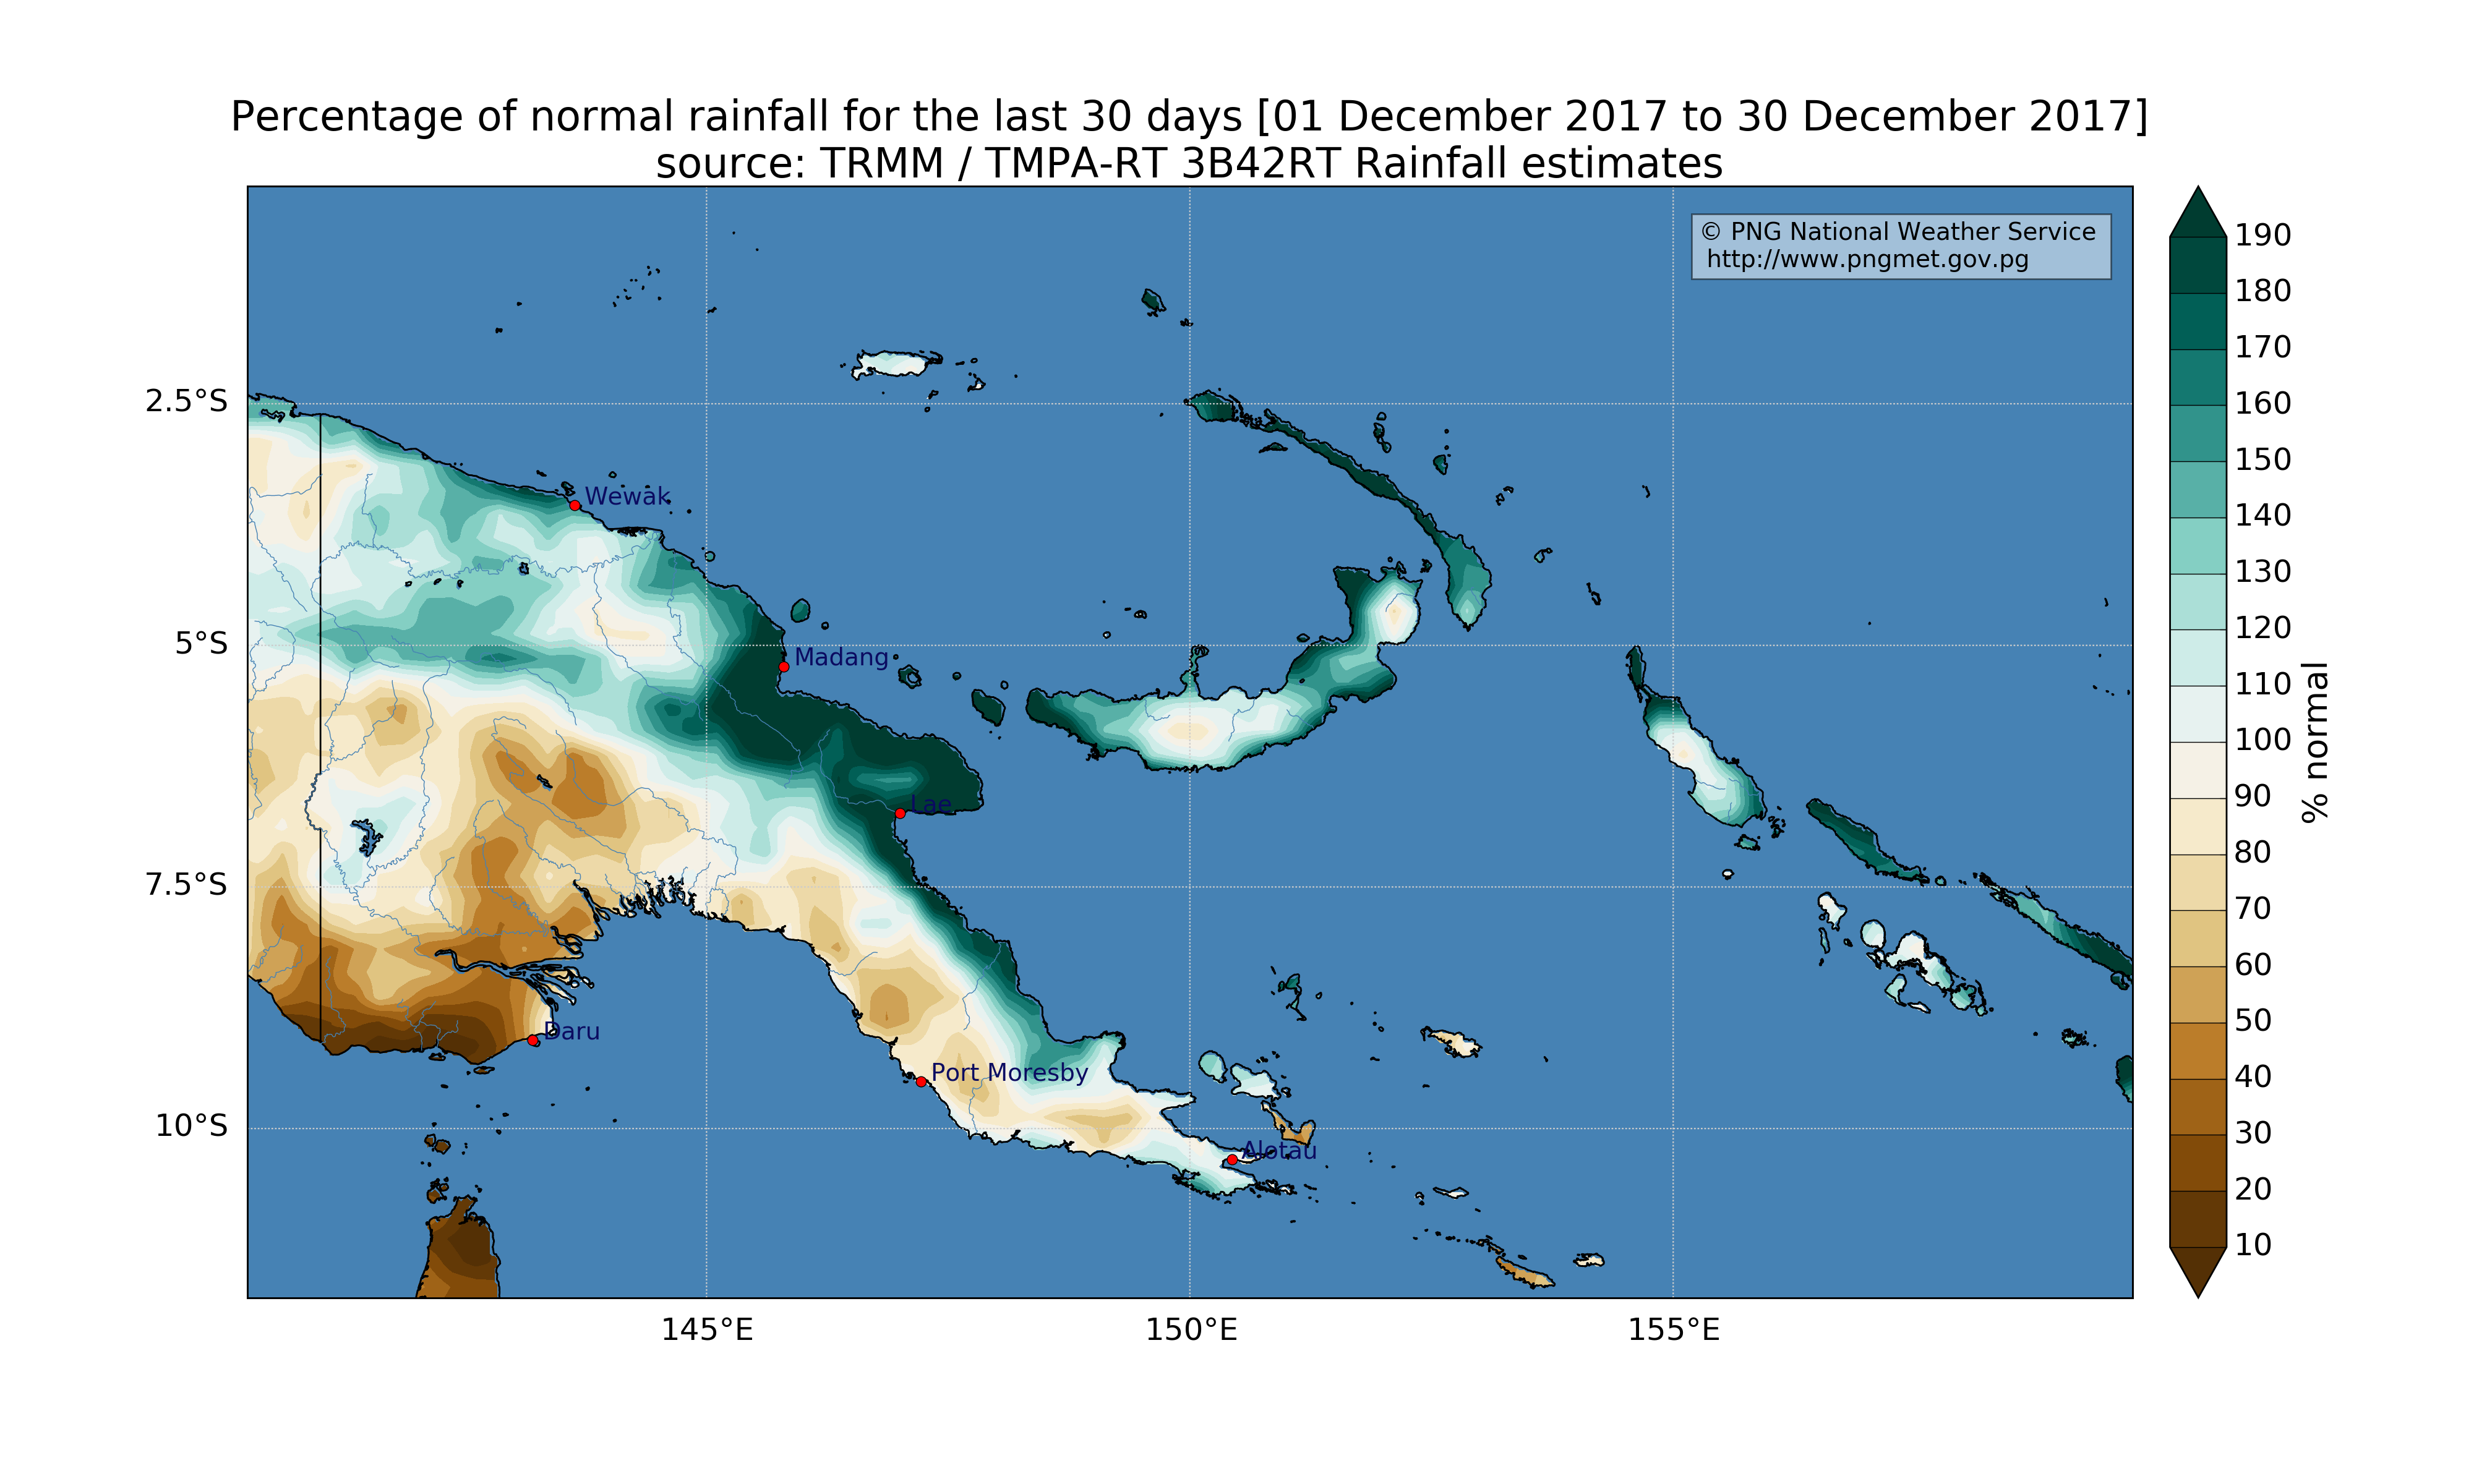 Percentage of normal rainfall for the last 30 days [01 December 2017 to 30 December 2017]
source: TRMM / TMPA-RT 3B42RT Rainfall estimates
© PNG National Weather Service
http://www.pngmet.gov.pg
2.5°S
5°S
7.5°S
10°S
Wewak
Madang
Lae
Daru
Port Moresby
Alotau
145°E
150°E
155°E
190
180
170
160
150
140
130
120
110
100
90
80
70
60
50
40
30
20
10
% normal